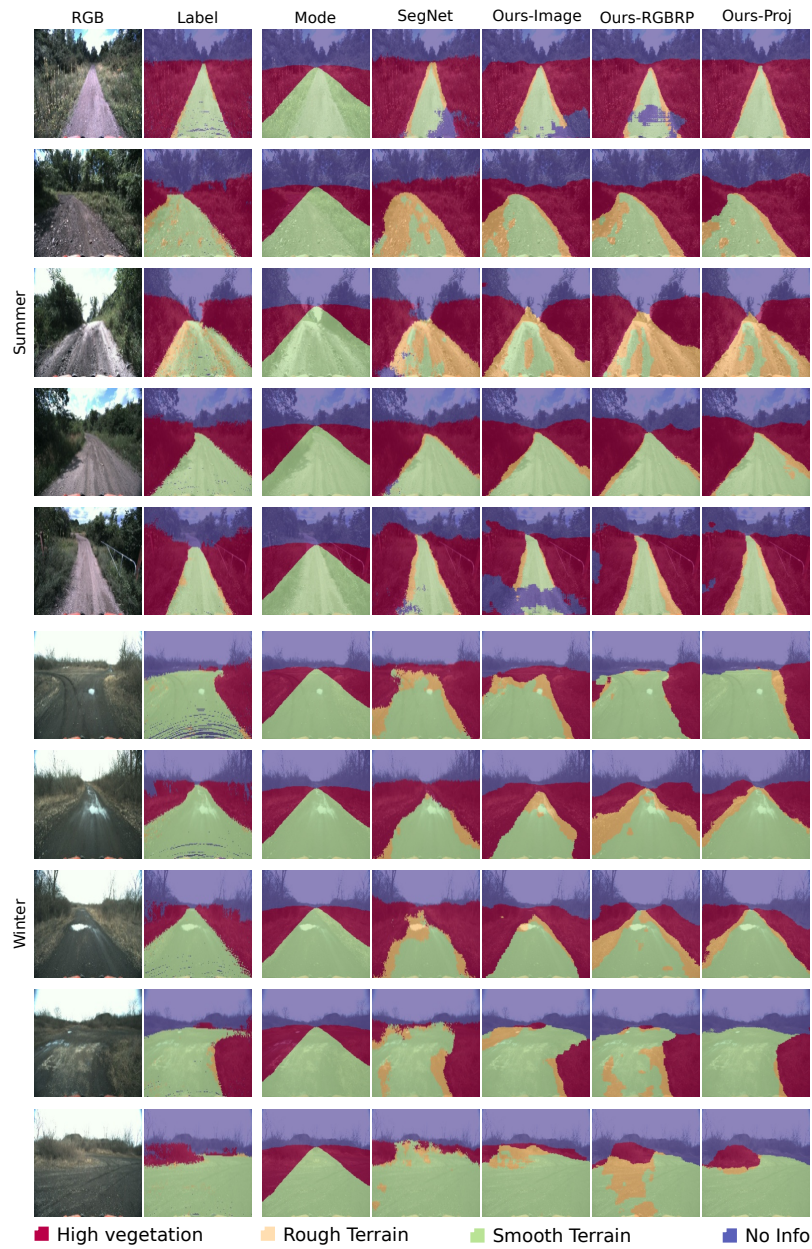 RGB Label Mode SegNet Ours-Image Ours-RGBRP Ours-Proj
Summer
Winter
High vegetation Rough Terrain Smooth Terrain No Info